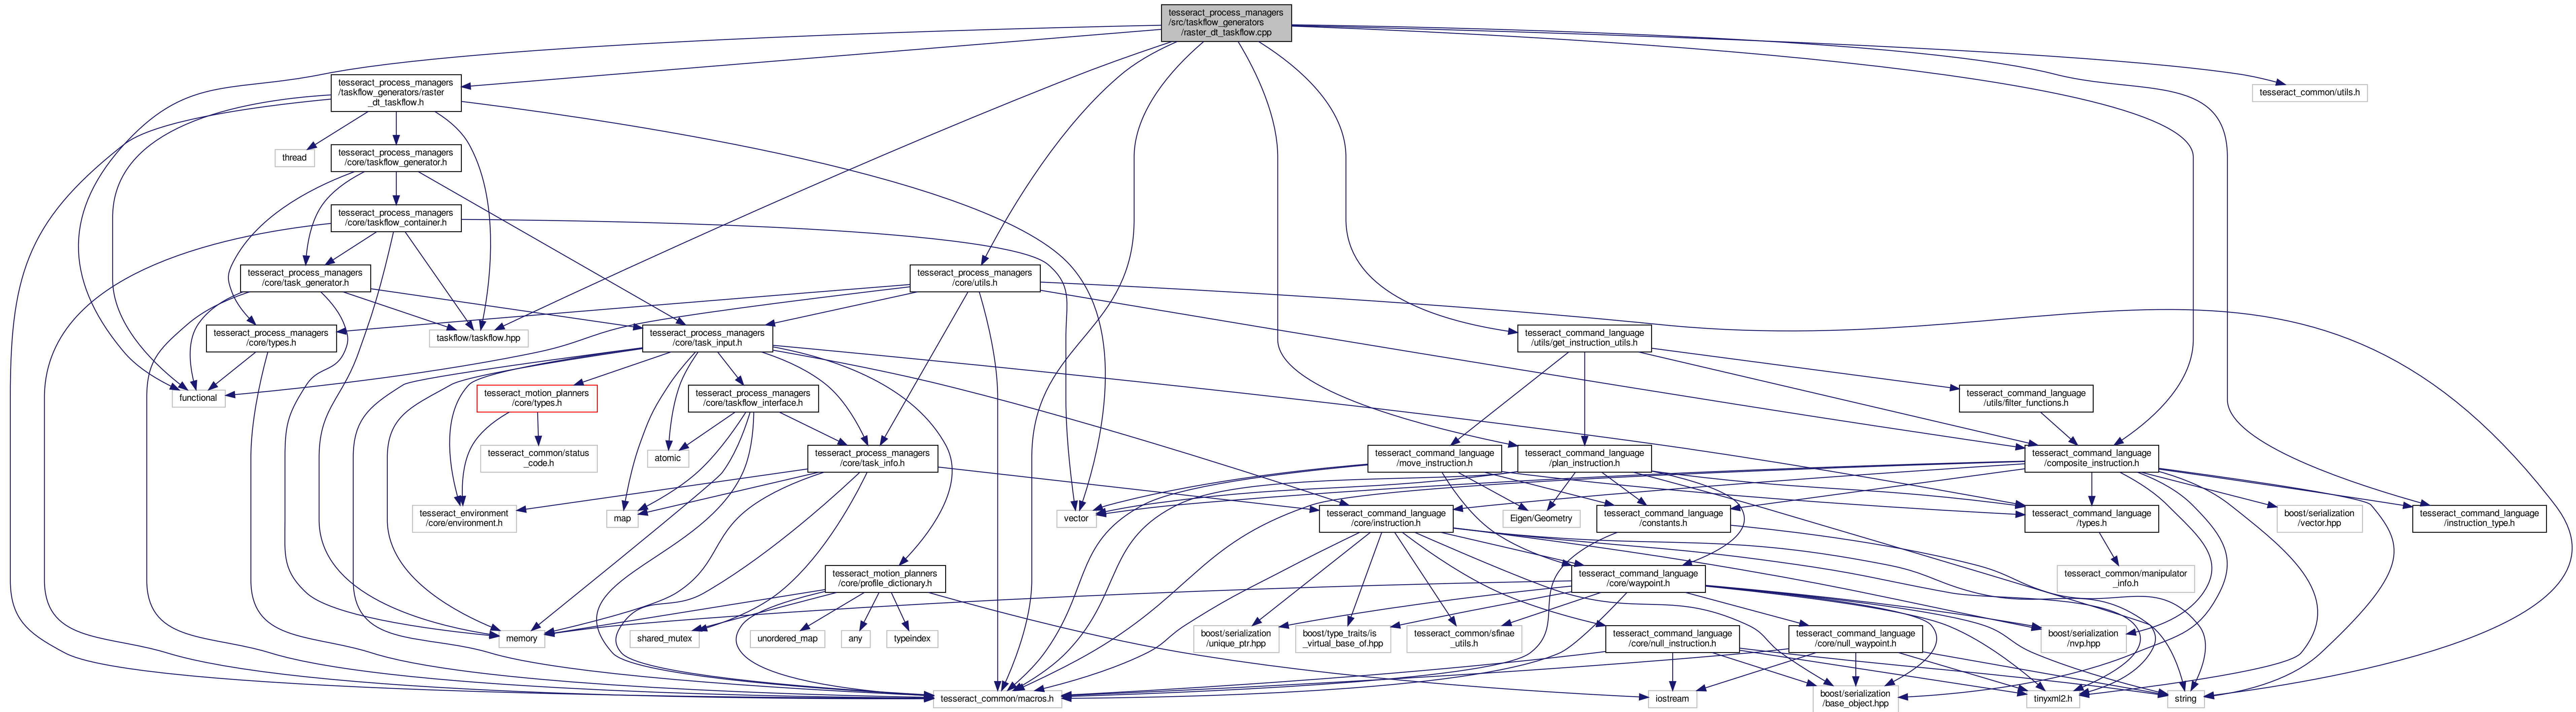 tesseract_process_managers
/src/taskflow_generators
/raster_dt_taskflow.cpp
tesseract_process_managers
/taskflow_generators/raster
_dt_taskflow.h
tesseract_common/utils.h
thread
tesseract_process_managers
/core/taskflow_generator.h
tesseract_process_managers
/core/taskflow_container.h
tesseract_process_managers
/core/task_generator.h
tesseract_process_managers
/core/utils.h
tesseract_process_managers
/core/types.h
taskflow/taskflow.hpp
tesseract_process_managers
/core/task_input.h
tesseract_command_language
/utils/get_instruction_utils.h
functional
tesseract_motion_planners
/core/types.h
tesseract_process_managers
/core/taskflow_interface.h
tesseract_command_language
/utils/filter_functions.h
tesseract_common/status
_code.h
atomic
tesseract_process_managers
/core/task_info.h
tesseract_command_language
/move_instruction.h
tesseract_command_language
/plan_instruction.h
tesseract_command_language
/composite_instruction.h
tesseract_environment
/core/environment.h
map
vector
tesseract_command_language
/core/instruction.h
Eigen/Geometry
tesseract_command_language
/constants.h
tesseract_command_language
/types.h
boost/serialization
/vector.hpp
tesseract_command_language
/instruction_type.h
tesseract_motion_planners
/core/profile_dictionary.h
tesseract_command_language
/core/waypoint.h
tesseract_common/manipulator
_info.h
memory
shared_mutex
unordered_map
any
typeindex
boost/serialization
/unique_ptr.hpp
boost/type_traits/is
_virtual_base_of.hpp
tesseract_common/sfinae
_utils.h
tesseract_command_language
/core/null_instruction.h
tesseract_command_language
/core/null_waypoint.h
boost/serialization
/nvp.hpp
tesseract_common/macros.h
iostream
boost/serialization
/base_object.hpp
tinyxml2.h
string